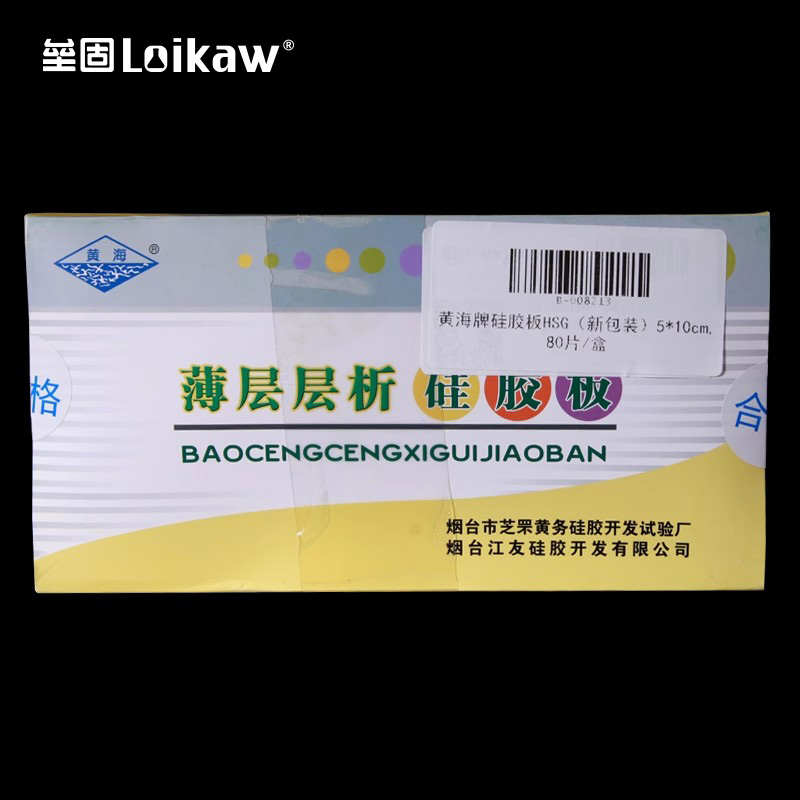 垒固Loikaw®
黄海®
B-008213
黄海牌硅胶板HSG（新包装）5*10cm,
80片/盒
薄层层析 硅胶板
BAOCENGCENGXIGUIJIAOBAN
格
合
烟台市芝罘黄务硅胶开发试验厂
烟台江友硅胶开发有限公司